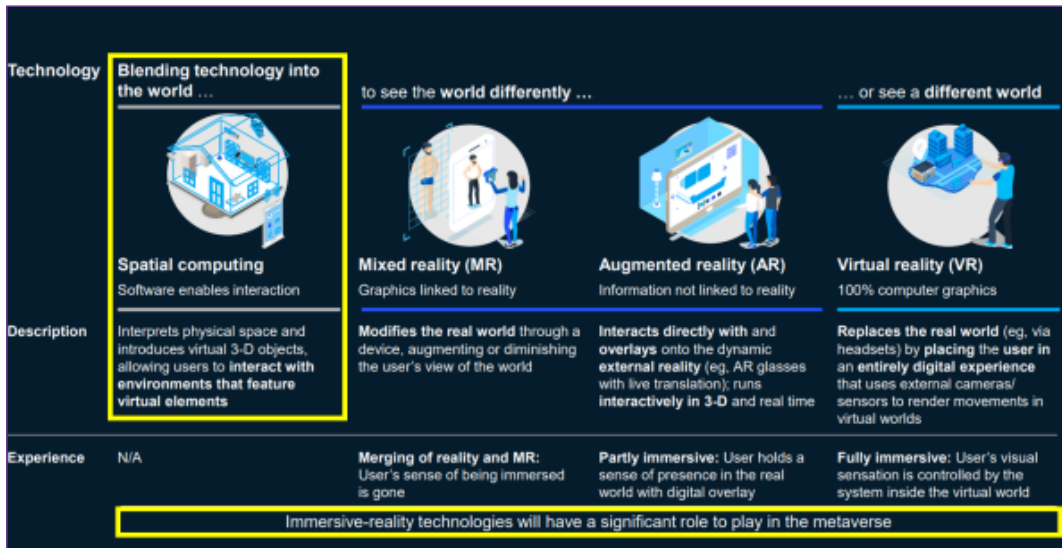 Technology
Blending technology into
the world …
to see the world differently …
… or see a different world
Spatial computing
Software enables interaction
Mixed reality (MR)
Graphics linked to reality
Augmented reality (AR)
Information not linked to reality
Virtual reality (VR)
100% computer graphics
Description
Interprets physical space and
introduces virtual 3-D objects,
allowing users to interact with
environments that feature
virtual elements
Modifies the real world through a
device, augmenting or diminishing
the user's view of the world
Interacts directly with and
overlays onto the dynamic
external reality (eg, AR glasses
with live translation); runs
interactively in 3-D and real time
Replaces the real world (eg, via
headsets) by placing the user in
an entirely digital experience
that uses external cameras/
sensors to render movements in
virtual worlds
Experience
N/A
Merging of reality and MR:
User's sense of being immersed
is gone
Partly immersive: User holds a
sense of presence in the real
world with digital overlay
Fully immersive: User's visual
sensation is controlled by the
system inside the virtual world
Immersive-reality technologies will have a significant role to play in the metaverse